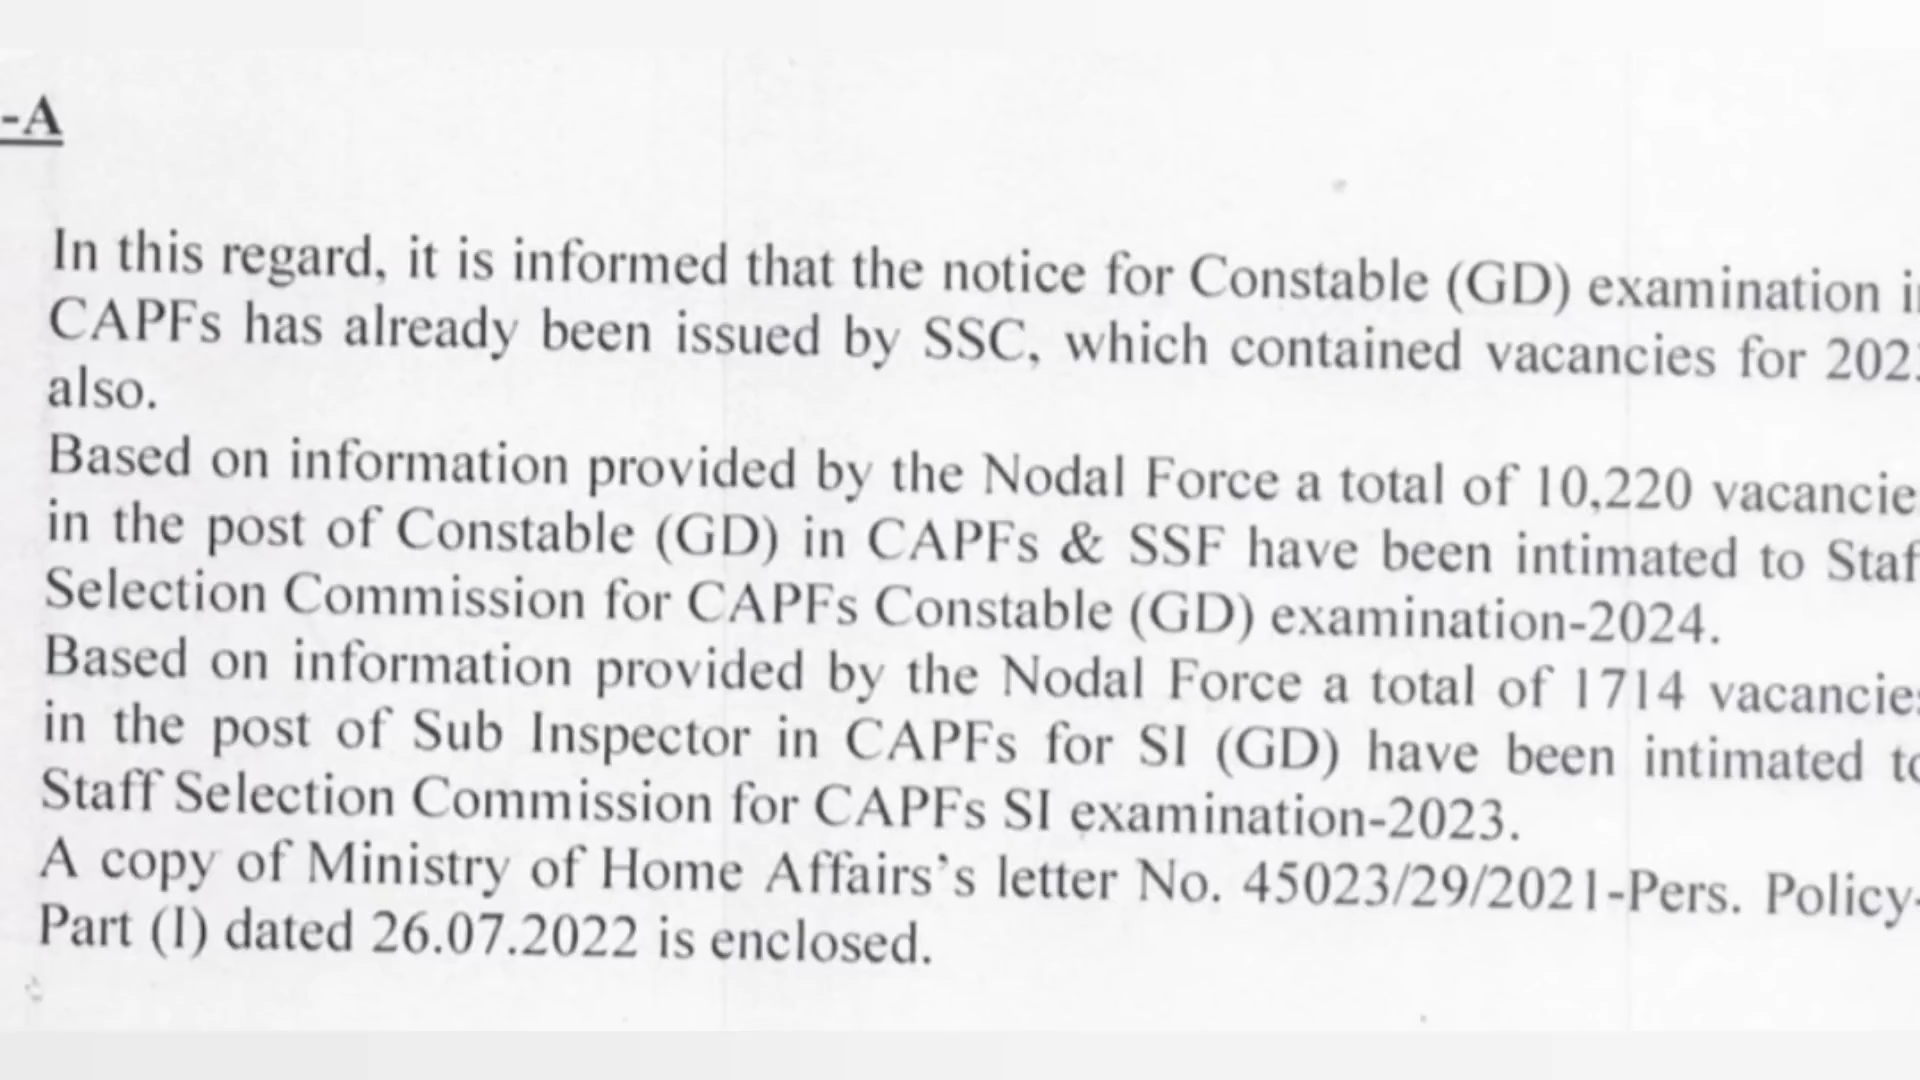 -A
In this regard, it is informed that the notice for Constable (GD) examination
CAPFs has already been issued by SSC, which contained vacancies for
also.
Based on information provided by the Nodal Force a total of 10,220 vacancie
in the post of Constable (GD) in CAPFs & SSF have been intimated to Staf
Selection Commission for CAPFs Constable (GD) examination-2024.
Based on information provided by the Nodal Force a total of 1714 vacancies
in the post of Sub Inspector in CAPFs for SI (GD) have been intimated to
Staff Selection Commission for CAPFs SI examination-2023.
A copy of Ministry of Home Affairs's letter No. 45023/29/2021-Pers. Policy-
Part (I) dated 26.07.2022 is enclosed.